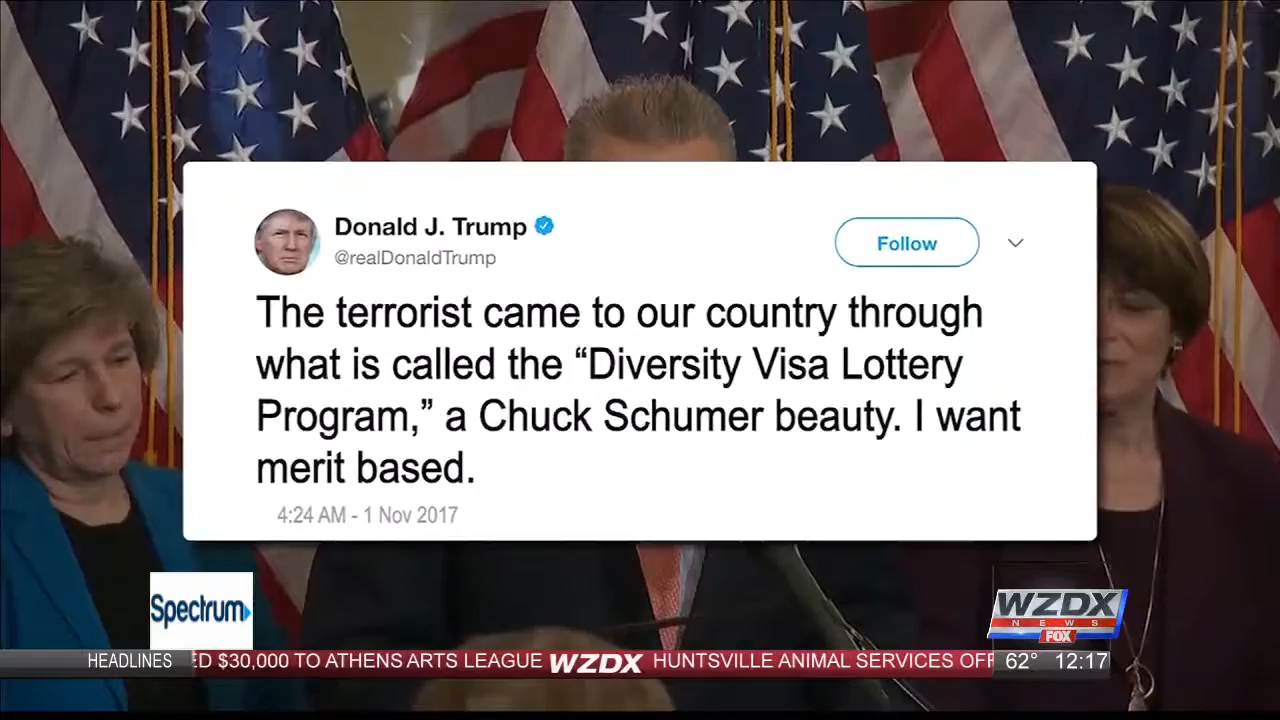 Donald J. Trump
@realDonaldTrump
Follow
The terrorist came to our country through
what is called the “Diversity Visa Lottery
Program,” a Chuck Schumer beauty. I want
merit based.
4:24 AM - 1 Nov 2017
Spectrum
WZDX
NEWS
FOX
HEADLINES ED $30,000 TO ATHENS ARTS LEAGUE WZDX HUNTSVILLE ANIMAL SERVICES OFF 62° 12:17